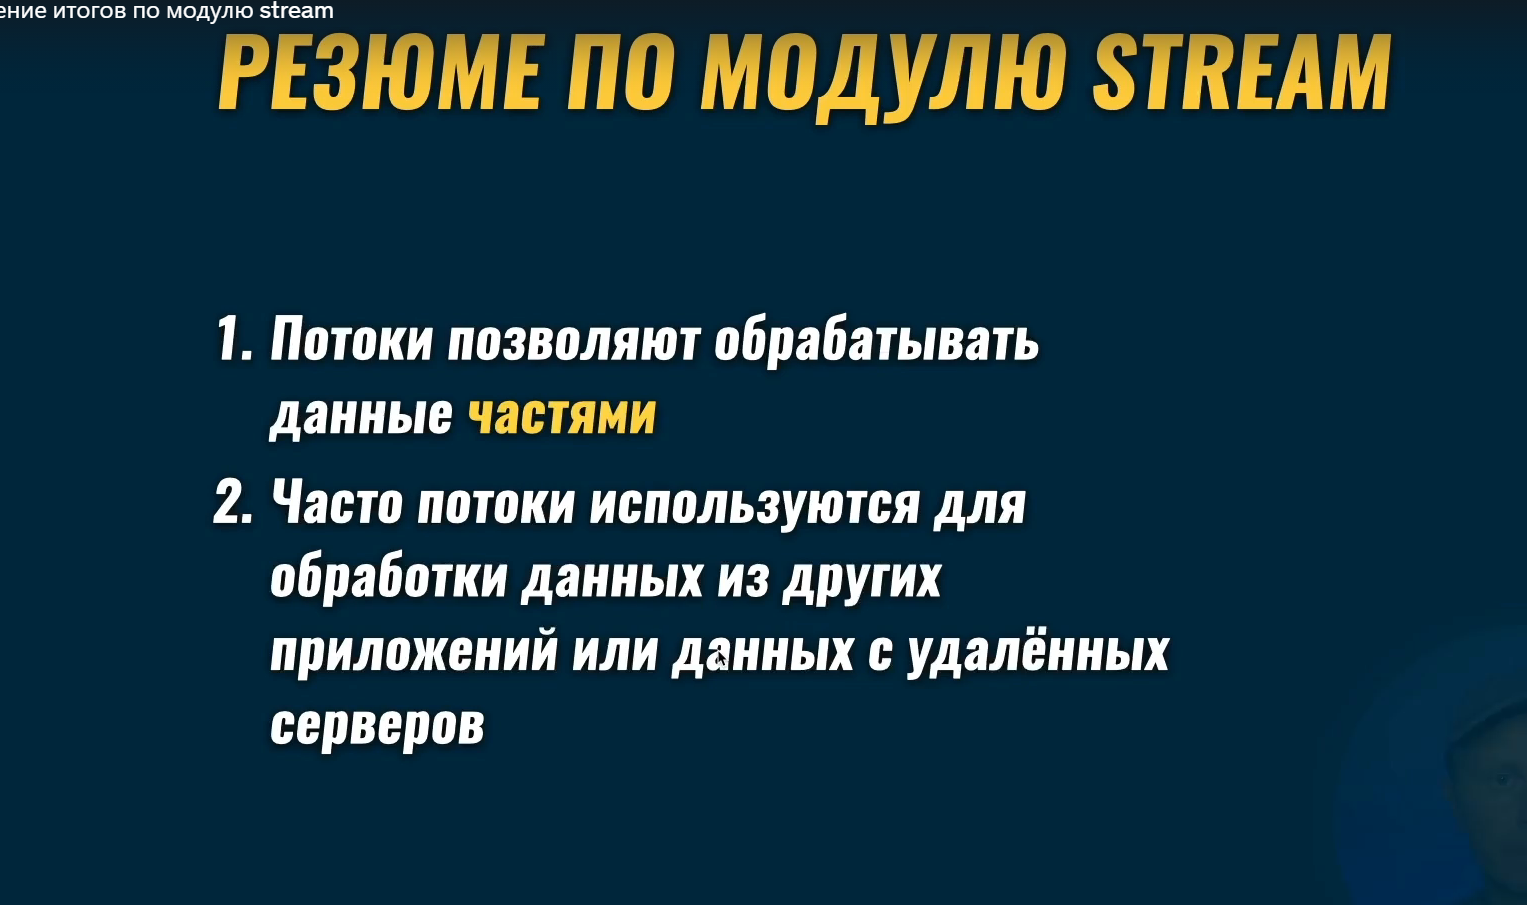 ение итогов по модулю stream
РЕЗЮМЕ ПО МОДУЛЮ STREAM
1. Потоки позволяют обрабатывать
данные частями
2. Часто потоки используются для
обработки данных из других
приложений или данных с удалённых
серверов